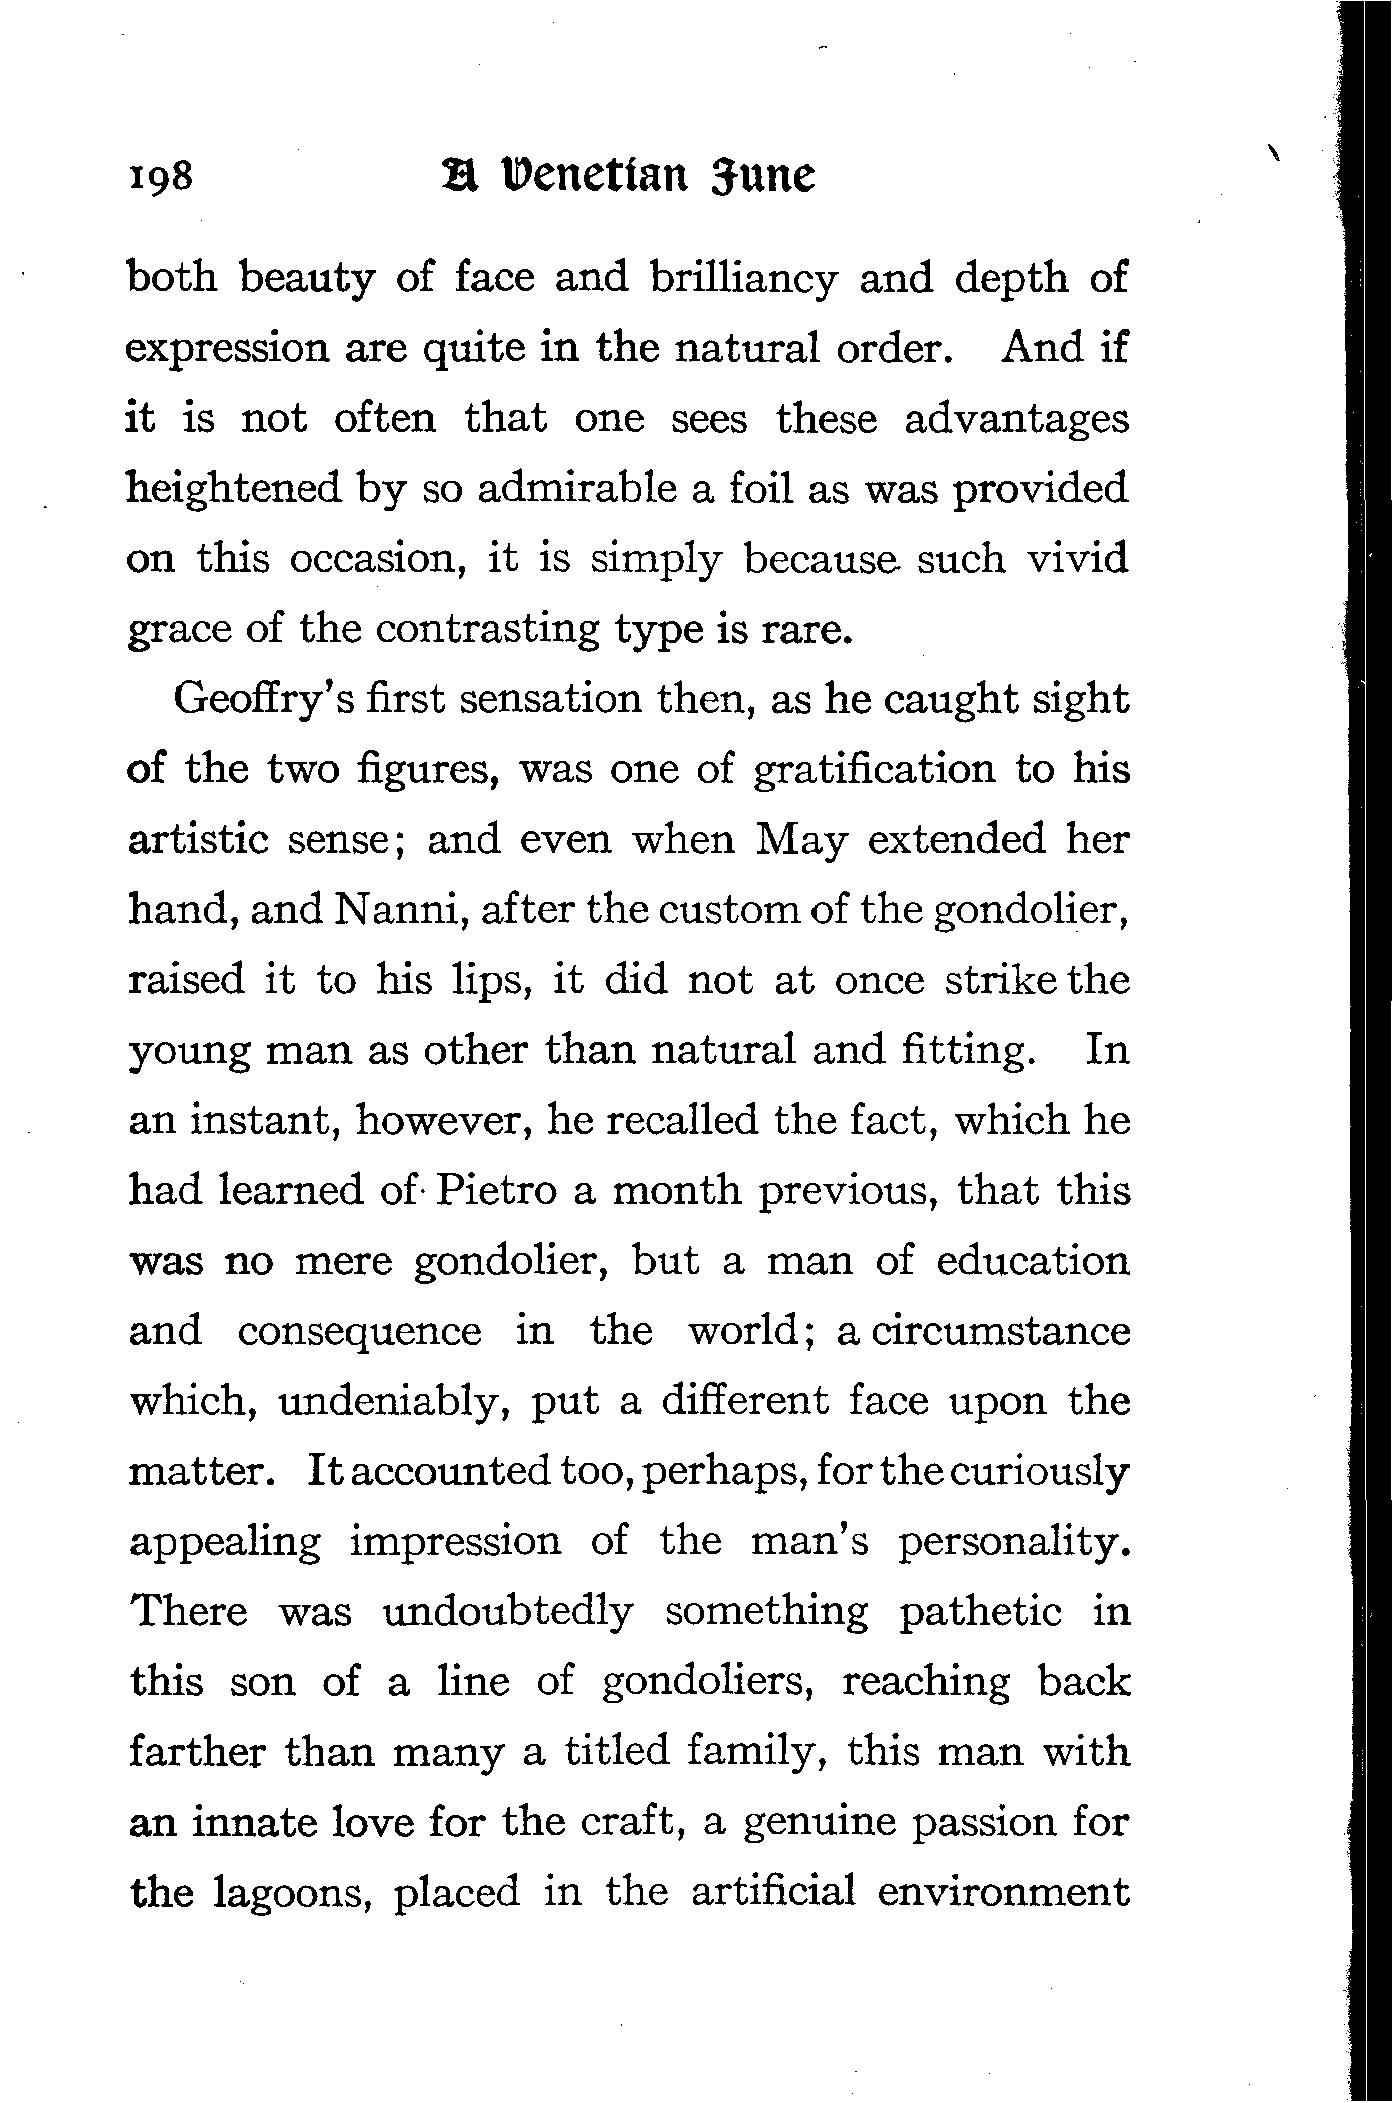 198 A Venetian June
both beauty of face and brilliancy and depth of
expression are quite in the natural order. And if
it is not often that one sees these advantages
heightened by so admirable a foil as was provided
on this occasion, it is simply because such vivid
grace of the contrasting type is rare.
Geoffry's first sensation then, as he caught sight
of the two figures, was one of gratification to his
artistic sense; and even when May extended her
hand, and Nanni, after the custom of the gondolier,
raised it to his lips, it did not at once strike the
young man as other than natural and fitting. In
an instant, however, he recalled the fact, which he
had learned of Pietro a month previous, that this
was no mere gondolier, but a man of education
and consequence in the world; a circumstance
which, undeniably, put a different face upon the
matter. It accounted too, perhaps, for the curiously
appealing impression of the man's personality.
There was undoubtedly something pathetic in
this son of a line of gondoliers, reaching back
farther than many a titled family, this man with
an innate love for the craft, a genuine passion for
the lagoons, placed in the artificial environment